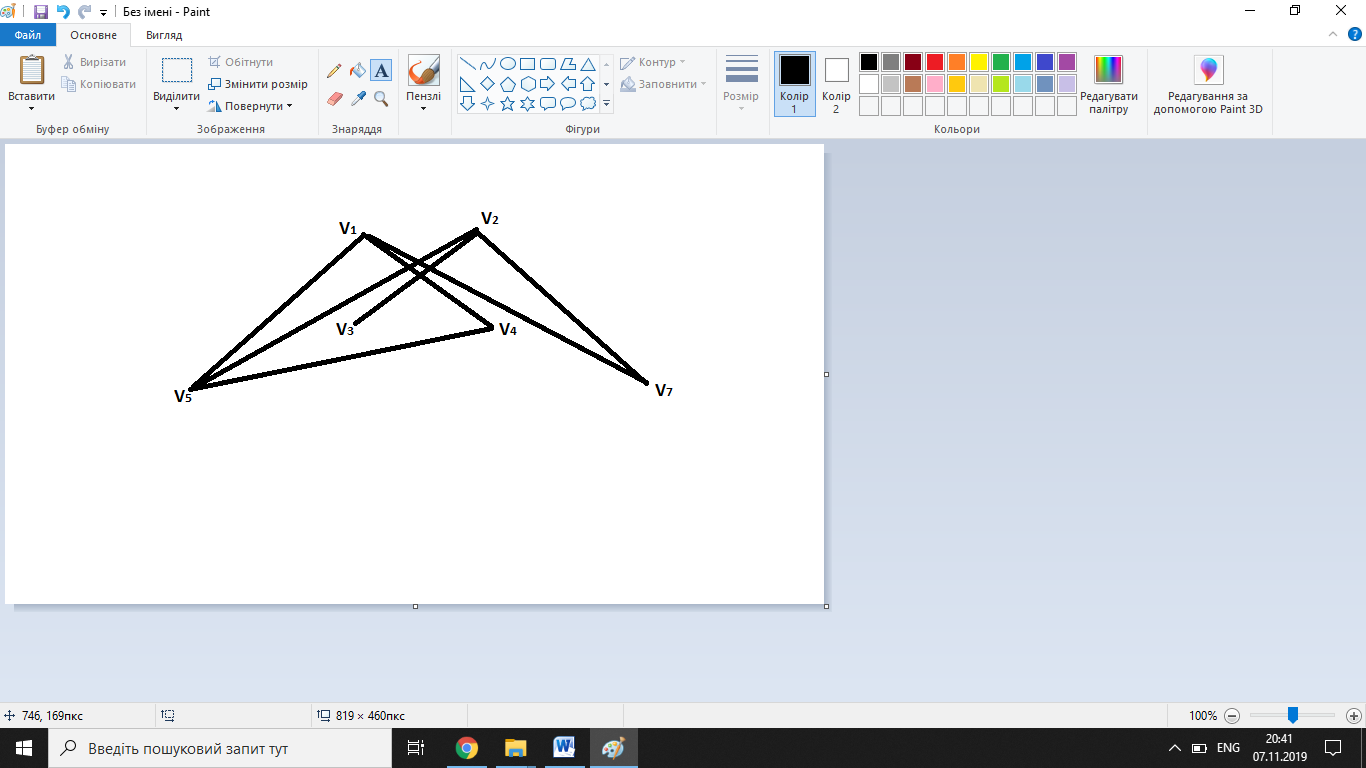 Без імені - Paint
Файл
Основне
Вигляд
Вставити
Вирізати
Копіювати
Буфер обміну
Виділити
Обітнути
Змінити розмір
Повернути
Зображення
A
Знаряддя
Пензлі
Контур
Заповнити
Фігури
Розмір
Колір
1
Колір
2
Кольори
Редагувати
палітру
Редагування за
допомогою Paint 3D
V1
V2
V3
V4
V5
V7
746, 169пкс
819 × 460пкс
100%
Введіть пошуковий запит тут
ENG
20:41
07.11.2019